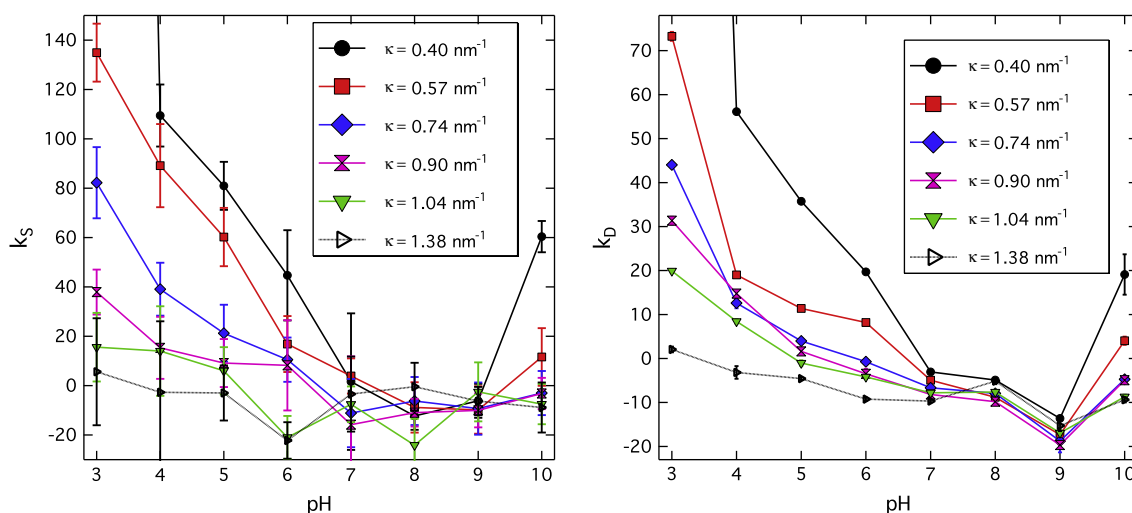 140
120
100
80
60
40
20
0
-20
k_S
3 4 5 6 7 8 9 10
pH
κ = 0.40 nm⁻¹
κ = 0.57 nm⁻¹
κ = 0.74 nm⁻¹
κ = 0.90 nm⁻¹
κ = 1.04 nm⁻¹
κ = 1.38 nm⁻¹
70
60
50
40
30
20
10
0
-10
-20
k_D
3 4 5 6 7 8 9 10
pH
κ = 0.40 nm⁻¹
κ = 0.57 nm⁻¹
κ = 0.74 nm⁻¹
κ = 0.90 nm⁻¹
κ = 1.04 nm⁻¹
κ = 1.38 nm⁻¹